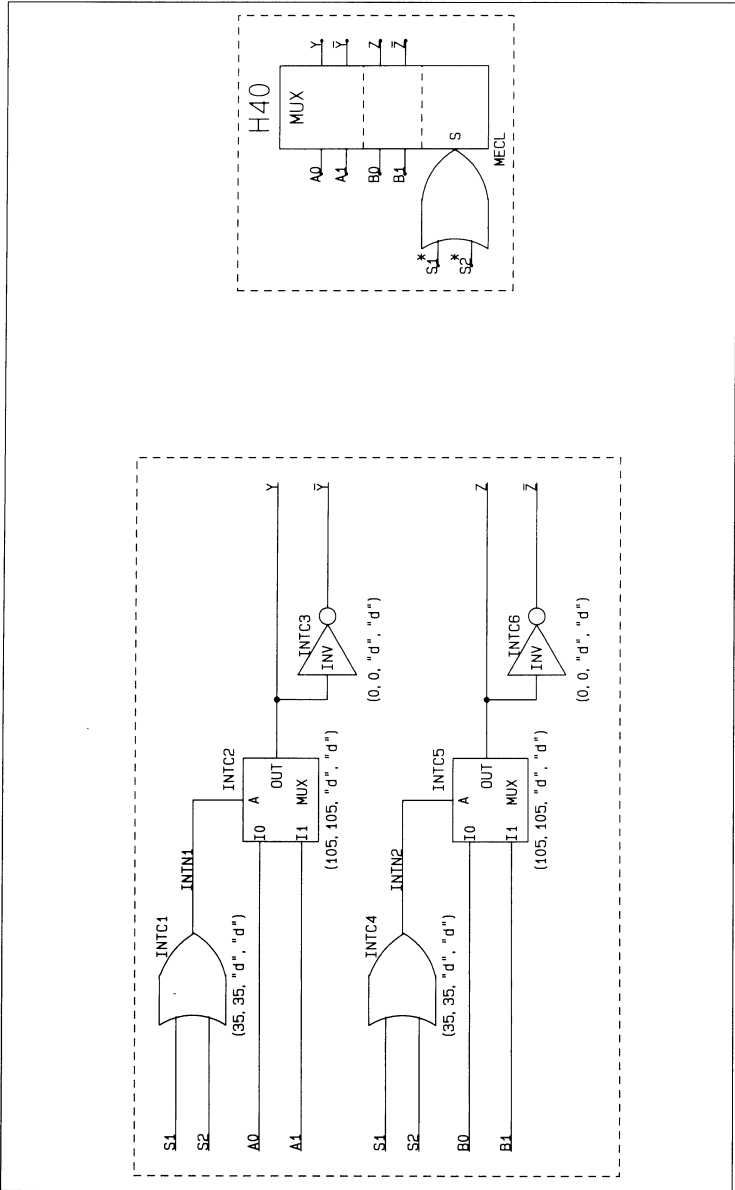 H40
MUX
A0
A1
B0
B1
Y
Y̅
Z
Z̅
S
* S1
* S2
MECL
S1
S2
A0
A1
INTC1
(35, 35, "d", "d")
INTN1
INTC2
I0
I1
A
OUT
MUX
(105, 105, "d", "d")
INTC3
INV
(0, 0, "d", "d")
Y
Y̅
S1
S2
B0
B1
INTC4
(35, 35, "d", "d")
INTN2
INTC5
I0
I1
A
OUT
MUX
(105, 105, "d", "d")
INTC6
INV
(0, 0, "d", "d")
Z
Z̅